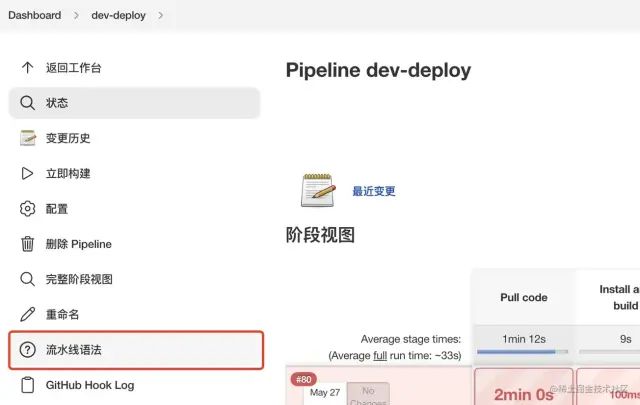 Dashboard > dev-deploy >
返回工作台
状态
变更历史
立即构建
配置
删除 Pipeline
完整阶段视图
重命名
流水线语法
GitHub Hook Log
Pipeline dev-deploy
最近变更
阶段视图
Pull code
Install a
build
Average stage times:
1min 12s
9s
(Average full run time: ~33s)
#80
May 27
No
Changes
2min 0s
100ms
@稀土掘金技术社区